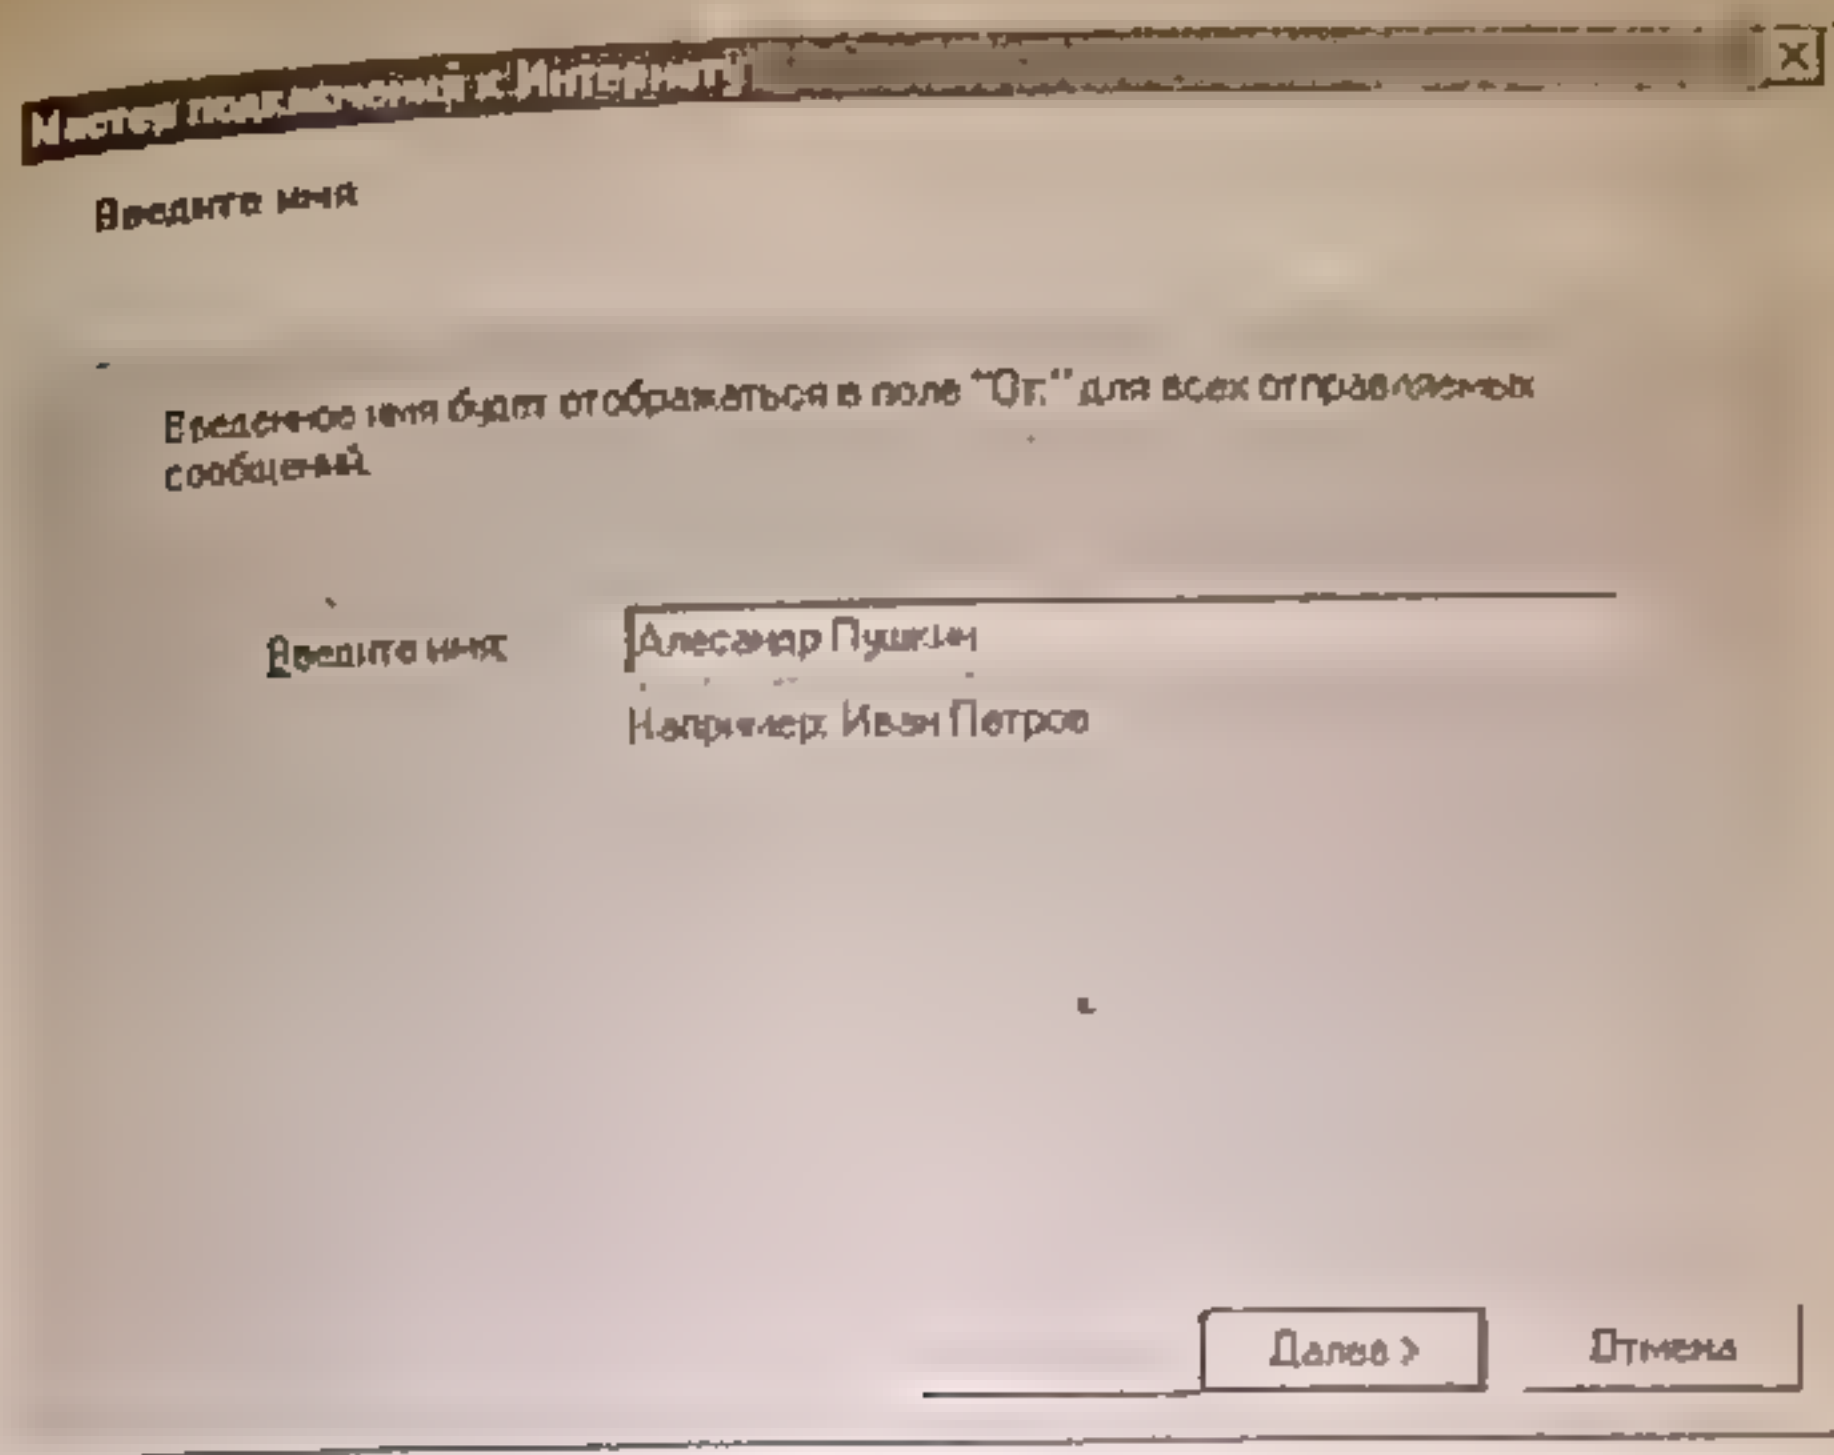 Мастер подключения к Интернету
Введите имя
Введенное имя будет отображаться в поле "От:" для всех отправляемых
сообщений.
Введите имя:
Алесандр Пушкин
Например: Иван Петров
Далее >
Отмена